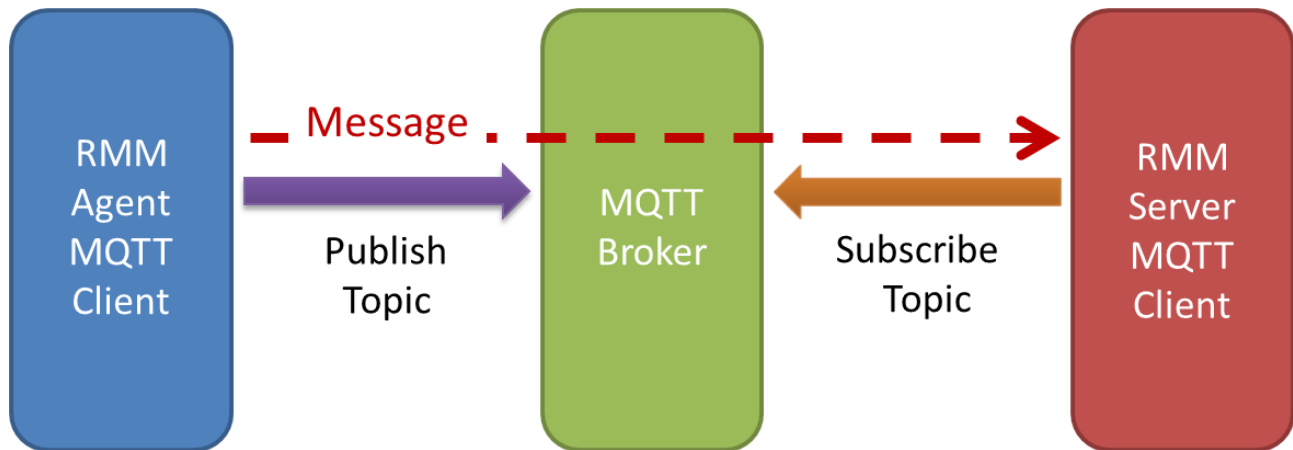 RMM
Agent
MQTT
Client
Message
Publish
Topic
MQTT
Broker
Subscribe
Topic
RMM
Server
MQTT
Client